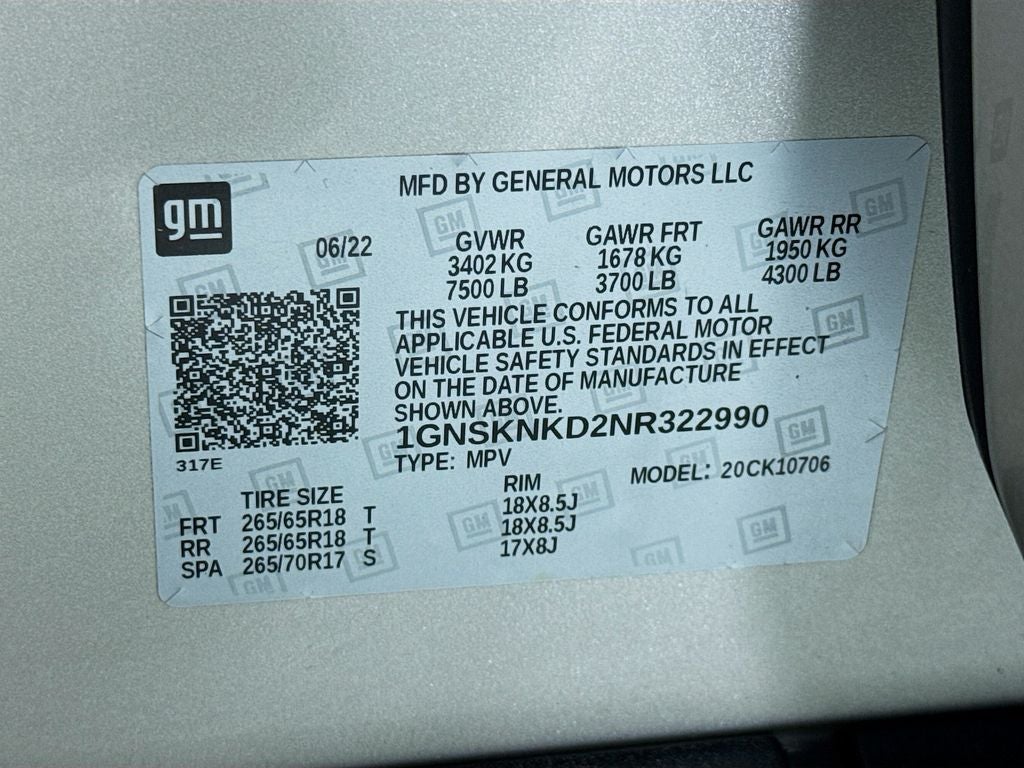 gm
MFD BY GENERAL MOTORS LLC
06/22
GVWR GAWR FRT GAWR RR
3402 KG 1678 KG 1950 KG
7500 LB 3700 LB 4300 LB
THIS VEHICLE CONFORMS TO ALL
APPLICABLE U.S. FEDERAL MOTOR
VEHICLE SAFETY STANDARDS IN EFFECT
ON THE DATE OF MANUFACTURE
SHOWN ABOVE.
1GNSKNKD2NR322990
317E
TYPE: MPV MODEL: 20CK10706
TIRE SIZE RIM
FRT 265/65R18 T 18X8.5J
RR 265/65R18 T 18X8.5J
SPA 265/70R17 S 17X8J